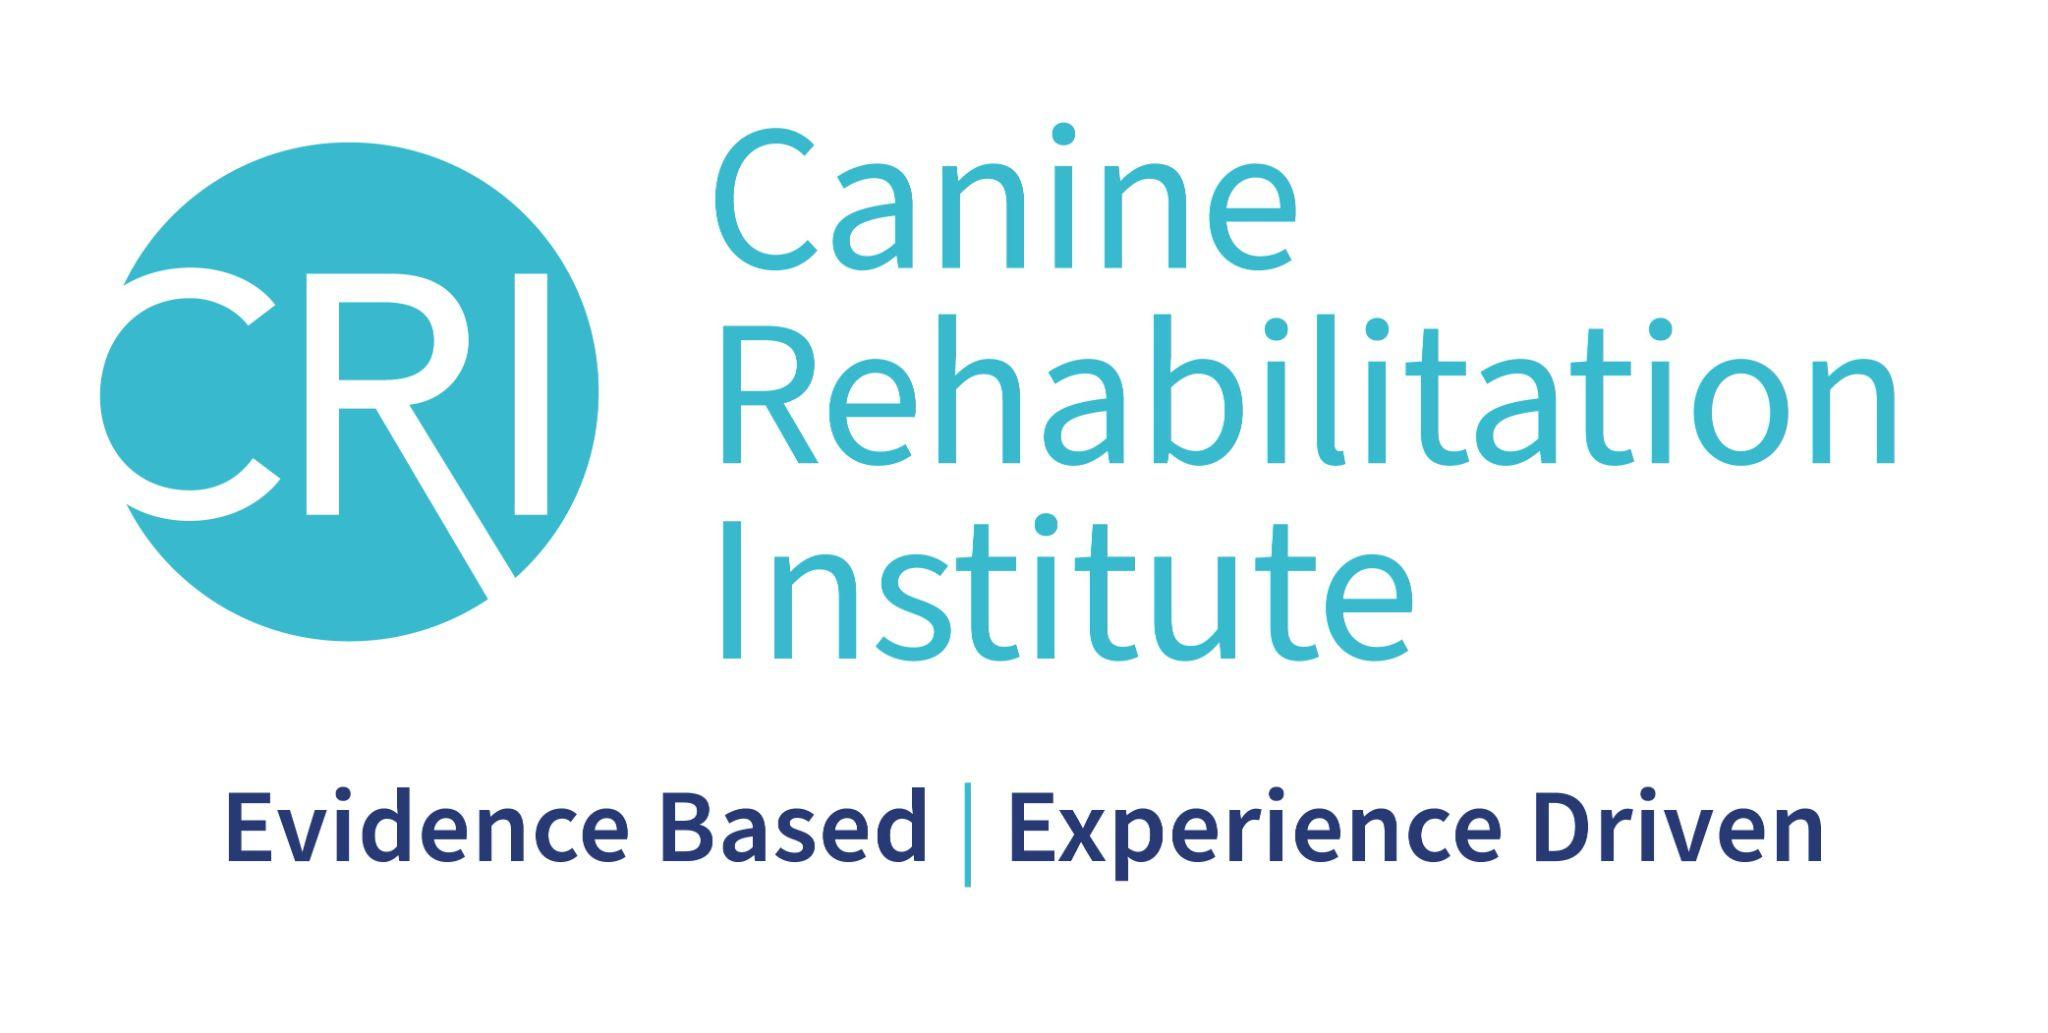 CRI
Canine
Rehabilitation
Institute
Evidence Based | Experience Driven